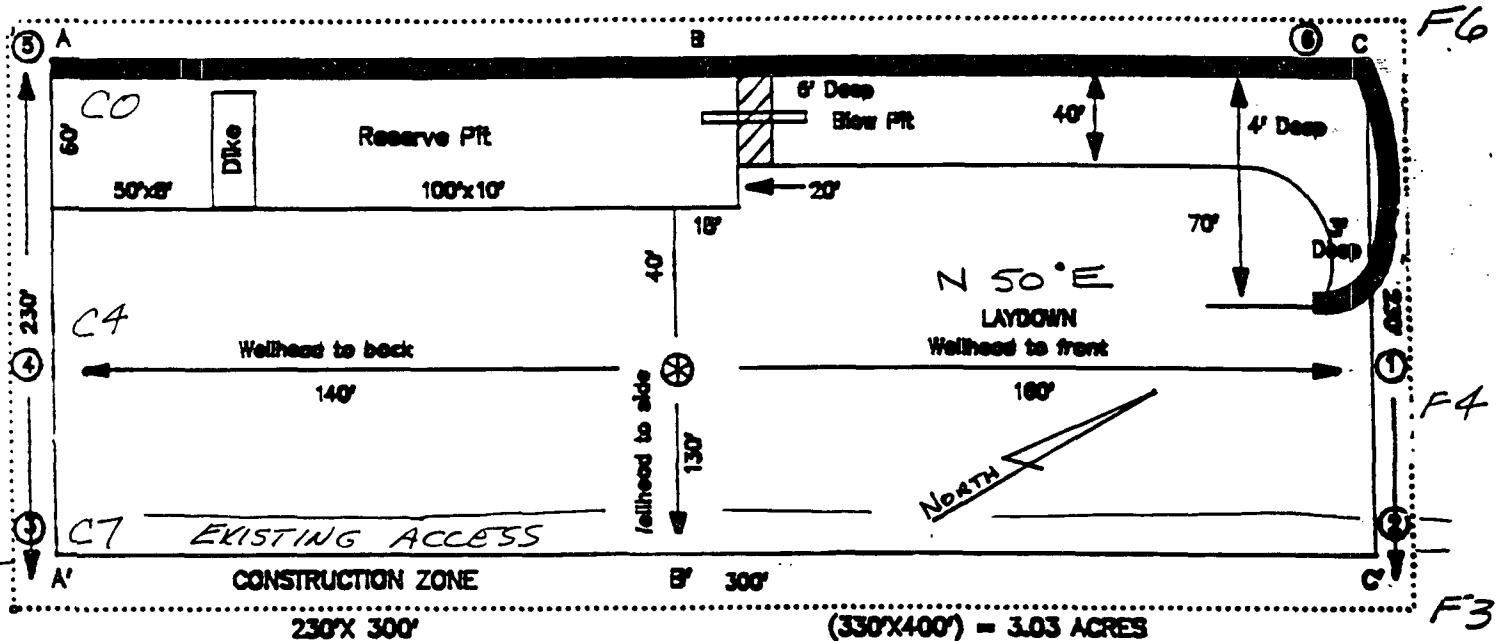 F6
5 A B 6 C
C0
6' Deep
60' Dike Reserve Pit Blow Pit 40' 4' Deep
50'x8' 100'x10' 20'
18' 70' 3'
Deep
40' N 50°E
230' C4 LAYDOWN 230'
Wellhead to back Wellhead to front
4 1
140' 160'
F4
ellhead to side
130'
NORTH
3 C7 EXISTING ACCESS 2
A' CONSTRUCTION ZONE B' 300' C'
F3
230'X 300' (330'X400') = 3.03 ACRES